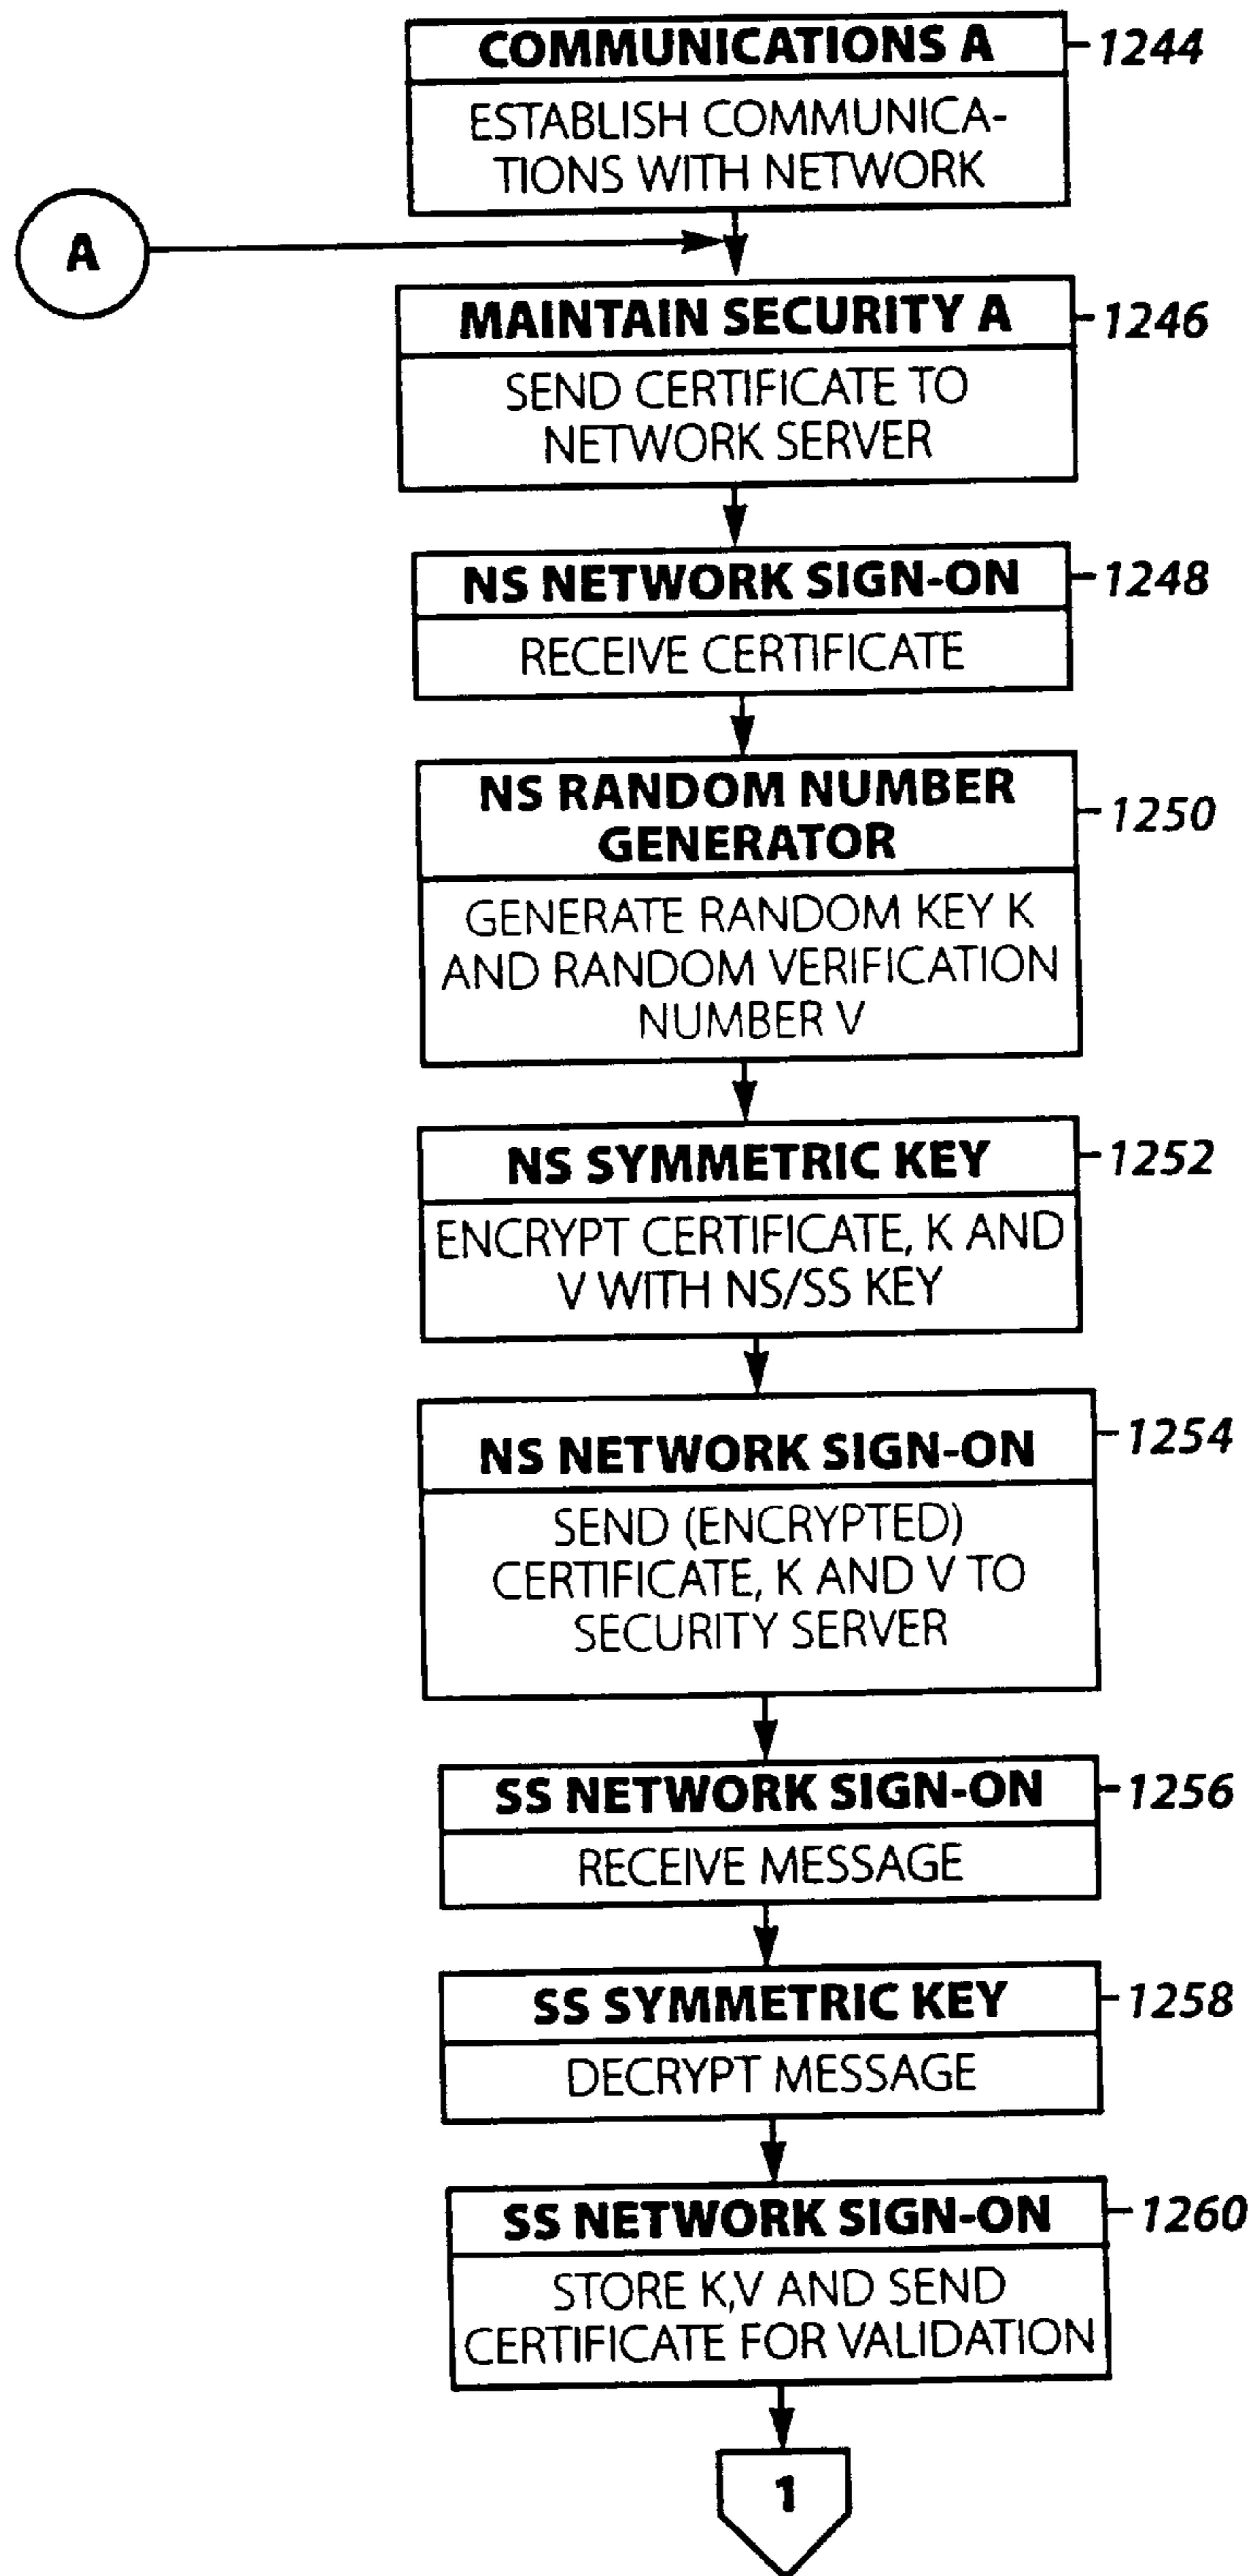 COMMUNICATIONS A
1244
ESTABLISH COMMUNICA-
TIONS WITH NETWORK
A
MAINTAIN SECURITY A
1246
SEND CERTIFICATE TO
NETWORK SERVER
NS NETWORK SIGN-ON
1248
RECEIVE CERTIFICATE
NS RANDOM NUMBER
GENERATOR
1250
GENERATE RANDOM KEY K
AND RANDOM VERIFICATION
NUMBER V
NS SYMMETRIC KEY
1252
ENCRYPT CERTIFICATE, K AND
V WITH NS/SS KEY
NS NETWORK SIGN-ON
1254
SEND (ENCRYPTED)
CERTIFICATE, K AND V TO
SECURITY SERVER
SS NETWORK SIGN-ON
1256
RECEIVE MESSAGE
SS SYMMETRIC KEY
1258
DECRYPT MESSAGE
SS NETWORK SIGN-ON
1260
STORE K,V AND SEND
CERTIFICATE FOR VALIDATION
1